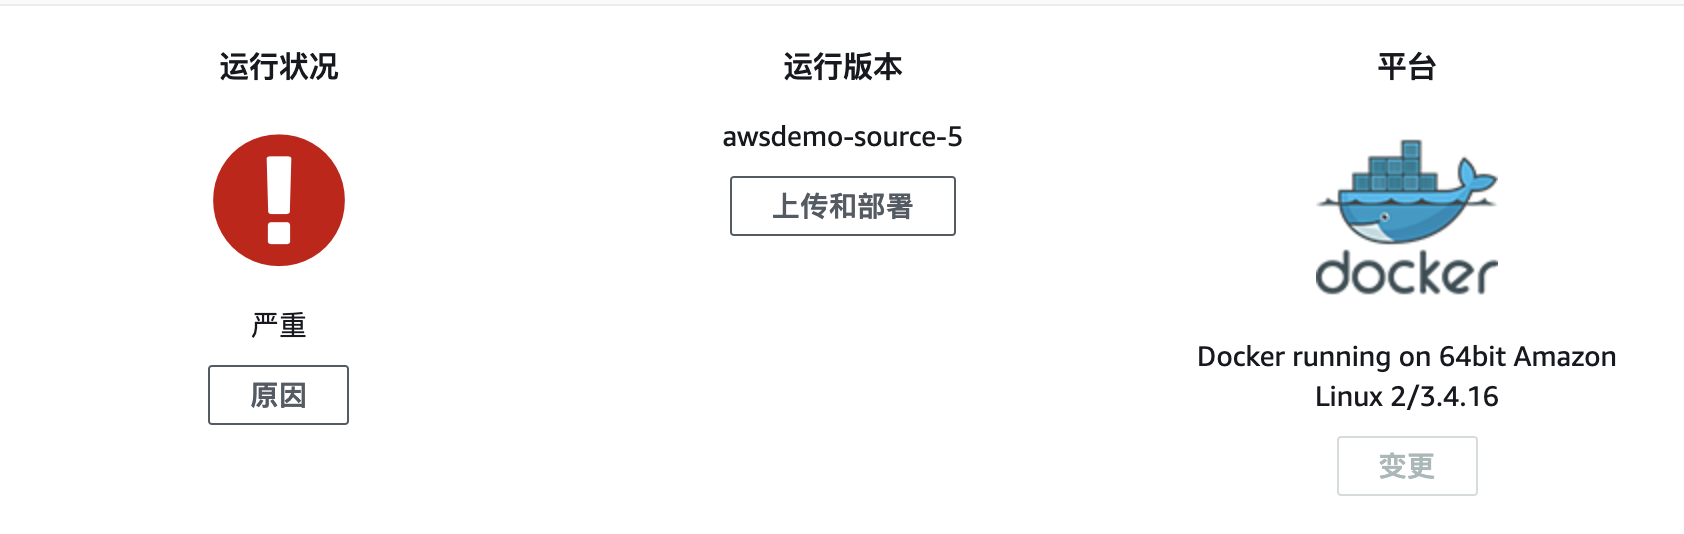 运行状况
严重
原因
运行版本
awsdemo-source-5
上传和部署
平台
docker
Docker running on 64bit Amazon
Linux 2/3.4.16
变更